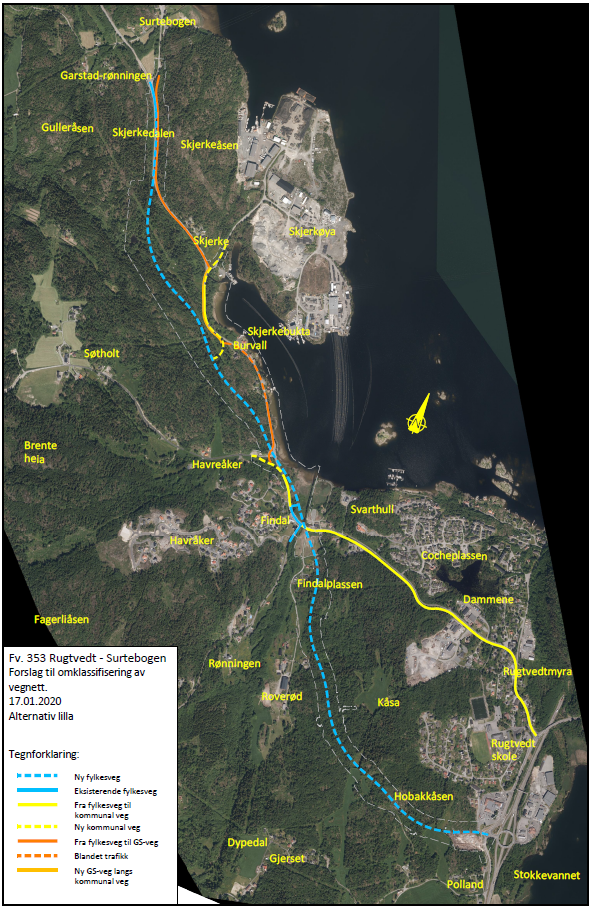 Surtebogen
Garstad-rønningen
Gulleråsen
Skjerkedalen
Skjerkeåsen
Skjerke
Skjerkøya
Skjerkebukta
Burvall
Søtholt
Brente
heia
Havreåker
Svarthull
Findal
Havråker
Cocheplassen
Findalplassen
Dammene
Fagerliåsen
Rønningen
Rugtvedtmyra
Roverød
Kåsa
Rugtvedt
skole
Hobakkåsen
Dypedal
Gjerset
Polland
Stokkevannet
Fv. 353 Rugtvedt - Surtebogen
Forslag til omklassifisering av
vegnett.
17.01.2020
Alternativ lilla
Tegnforklaring:
Ny fylkesveg
Eksisterende fylkesveg
Fra fylkesveg til
kommunal veg
Ny kommunal veg
Fra fylkesveg til GS-veg
Blandet trafikk
Ny GS-veg langs
kommunal veg